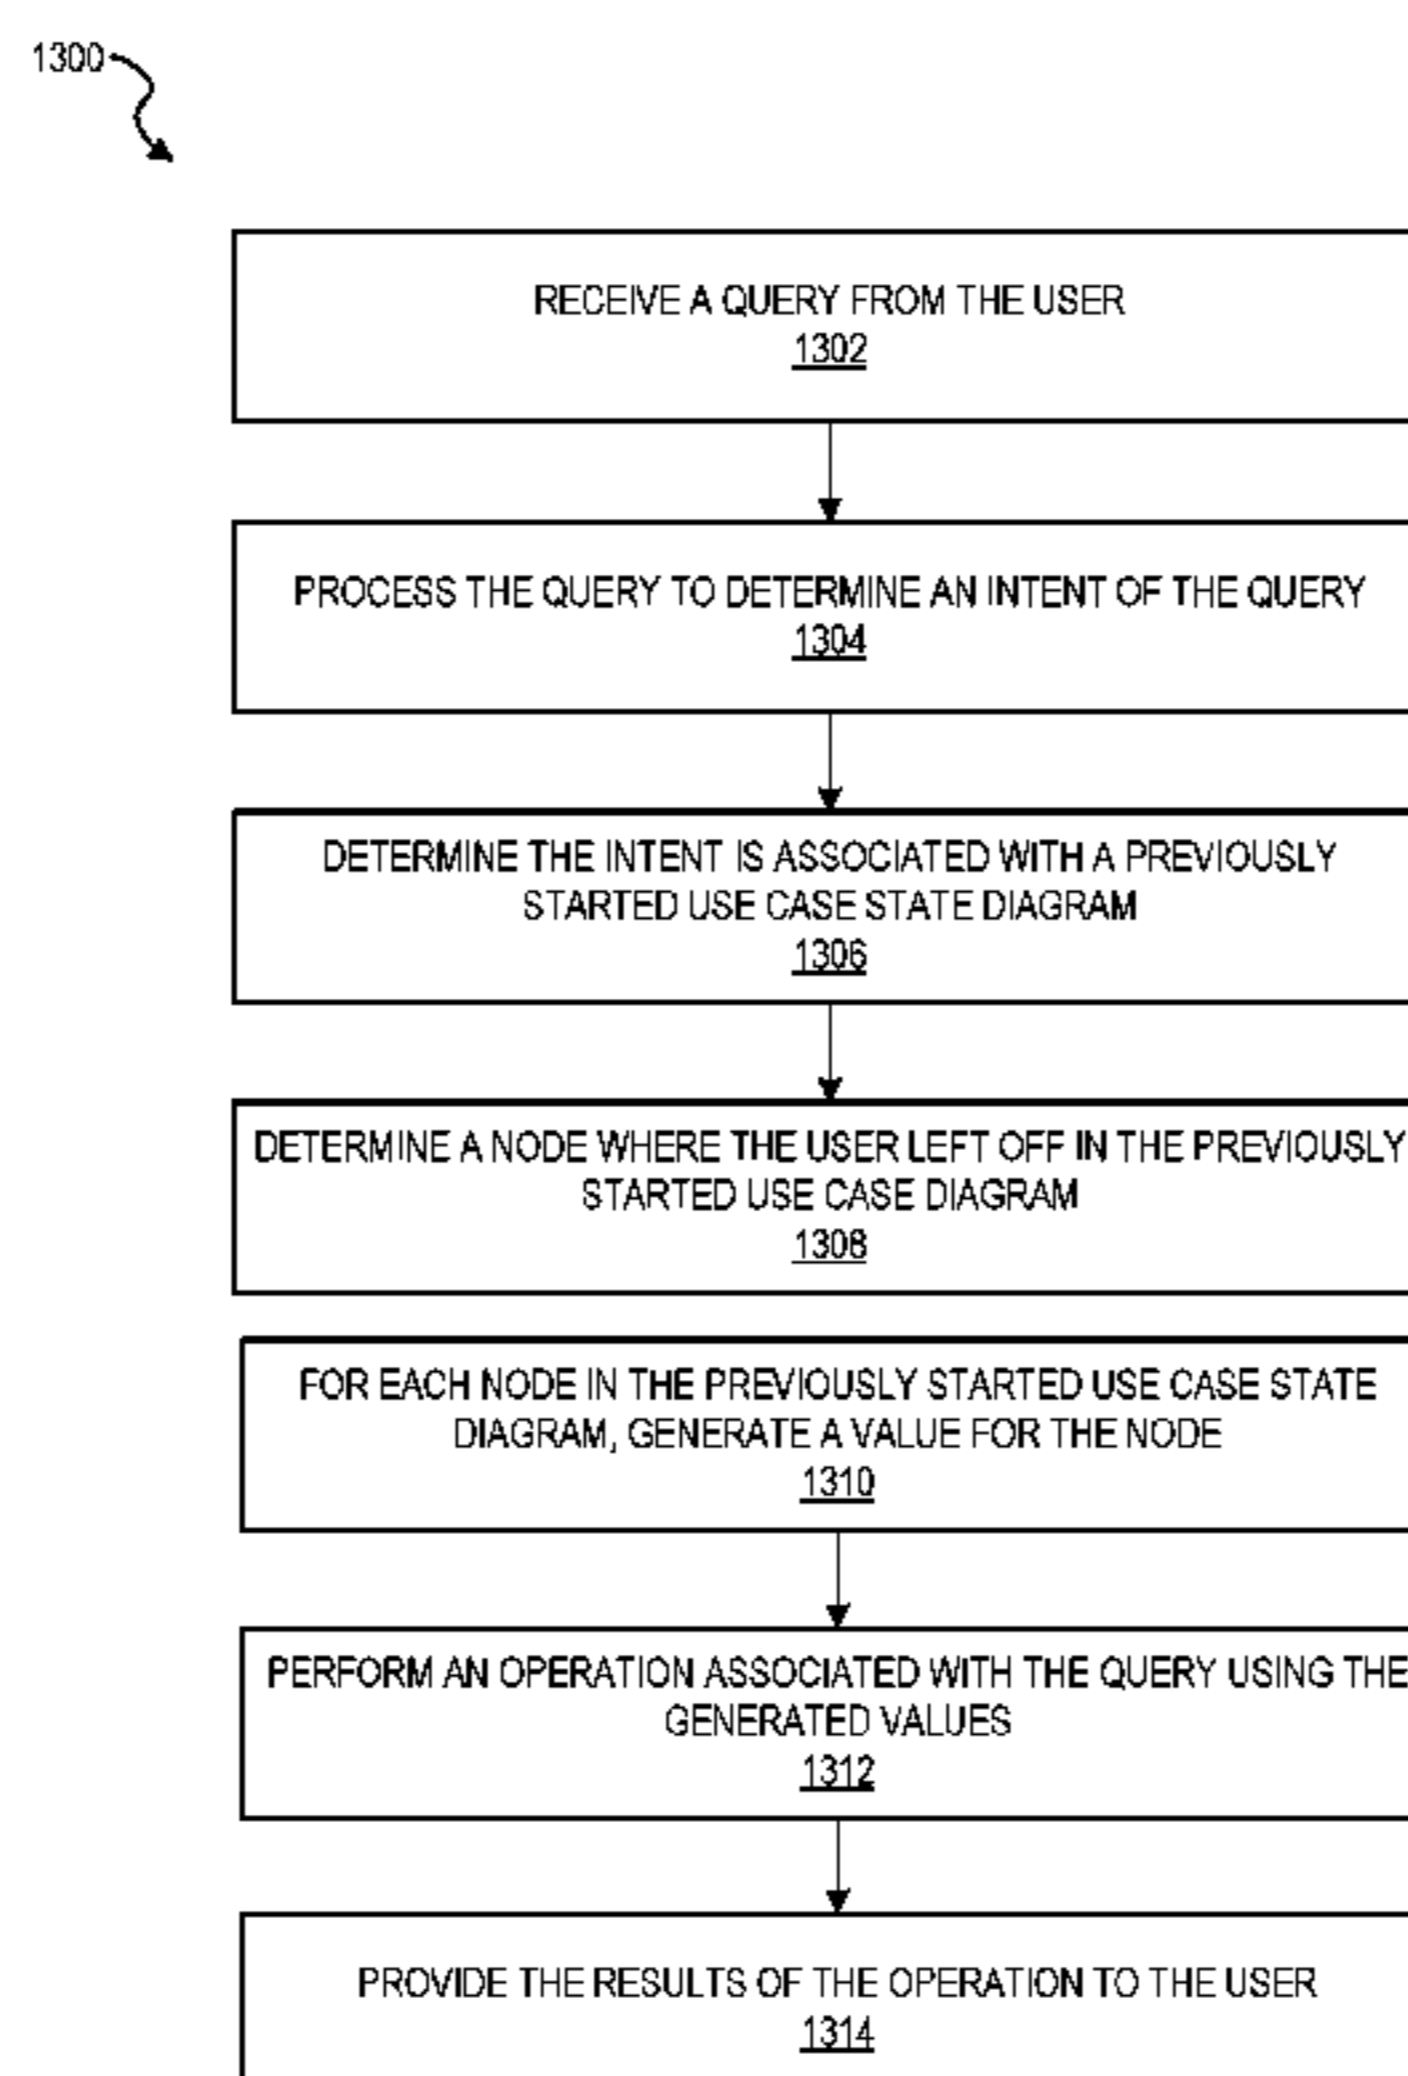 1300
RECEIVE A QUERY FROM THE USER
1302
PROCESS THE QUERY TO DETERMINE AN INTENT OF THE QUERY
1304
DETERMINE THE INTENT IS ASSOCIATED WITH A PREVIOUSLY
STARTED USE CASE STATE DIAGRAM
1306
DETERMINE A NODE WHERE THE USER LEFT OFF IN THE PREVIOUSLY
STARTED USE CASE DIAGRAM
1308
FOR EACH NODE IN THE PREVIOUSLY STARTED USE CASE STATE
DIAGRAM, GENERATE A VALUE FOR THE NODE
1310
PERFORM AN OPERATION ASSOCIATED WITH THE QUERY USING THE
GENERATED VALUES
1312
PROVIDE THE RESULTS OF THE OPERATION TO THE USER
1314